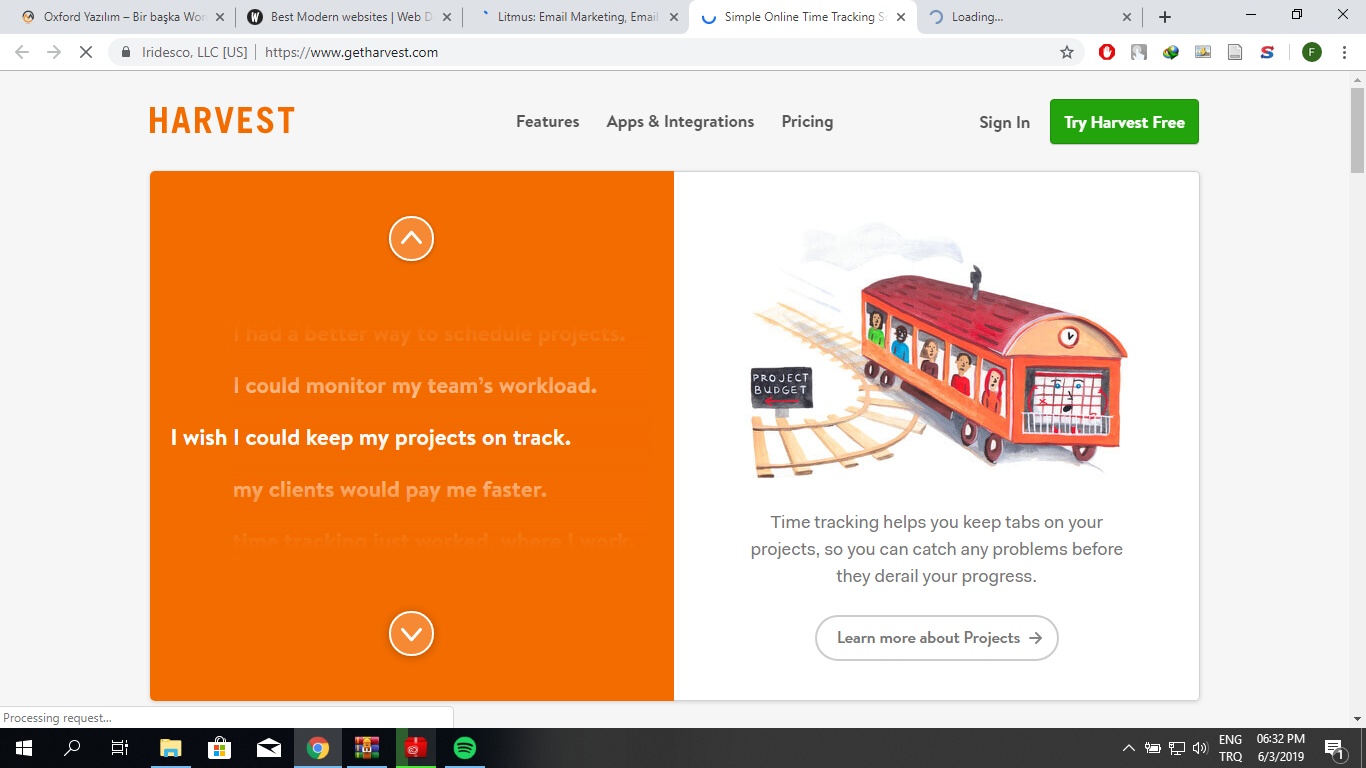 Oxford Yazılım – Bir başka Wor
Best Modern websites | Web D
Litmus: Email Marketing, Email
Simple Online Time Tracking So
Loading...
Iridesco, LLC [US]
https://www.getharvest.com
F
HARVEST
Features
Apps & Integrations
Pricing
Sign In
Try Harvest Free
I had a better way to schedule projects.
I could monitor my team’s workload.
I wish I could keep my projects on track.
my clients would pay me faster.
time tracking just worked, where I work.
PROJECT
BUDGET
Time tracking helps you keep tabs on your
projects, so you can catch any problems before
they derail your progress.
Learn more about Projects
Processing request...
ENG
TRQ
06:32 PM
6/3/2019
1